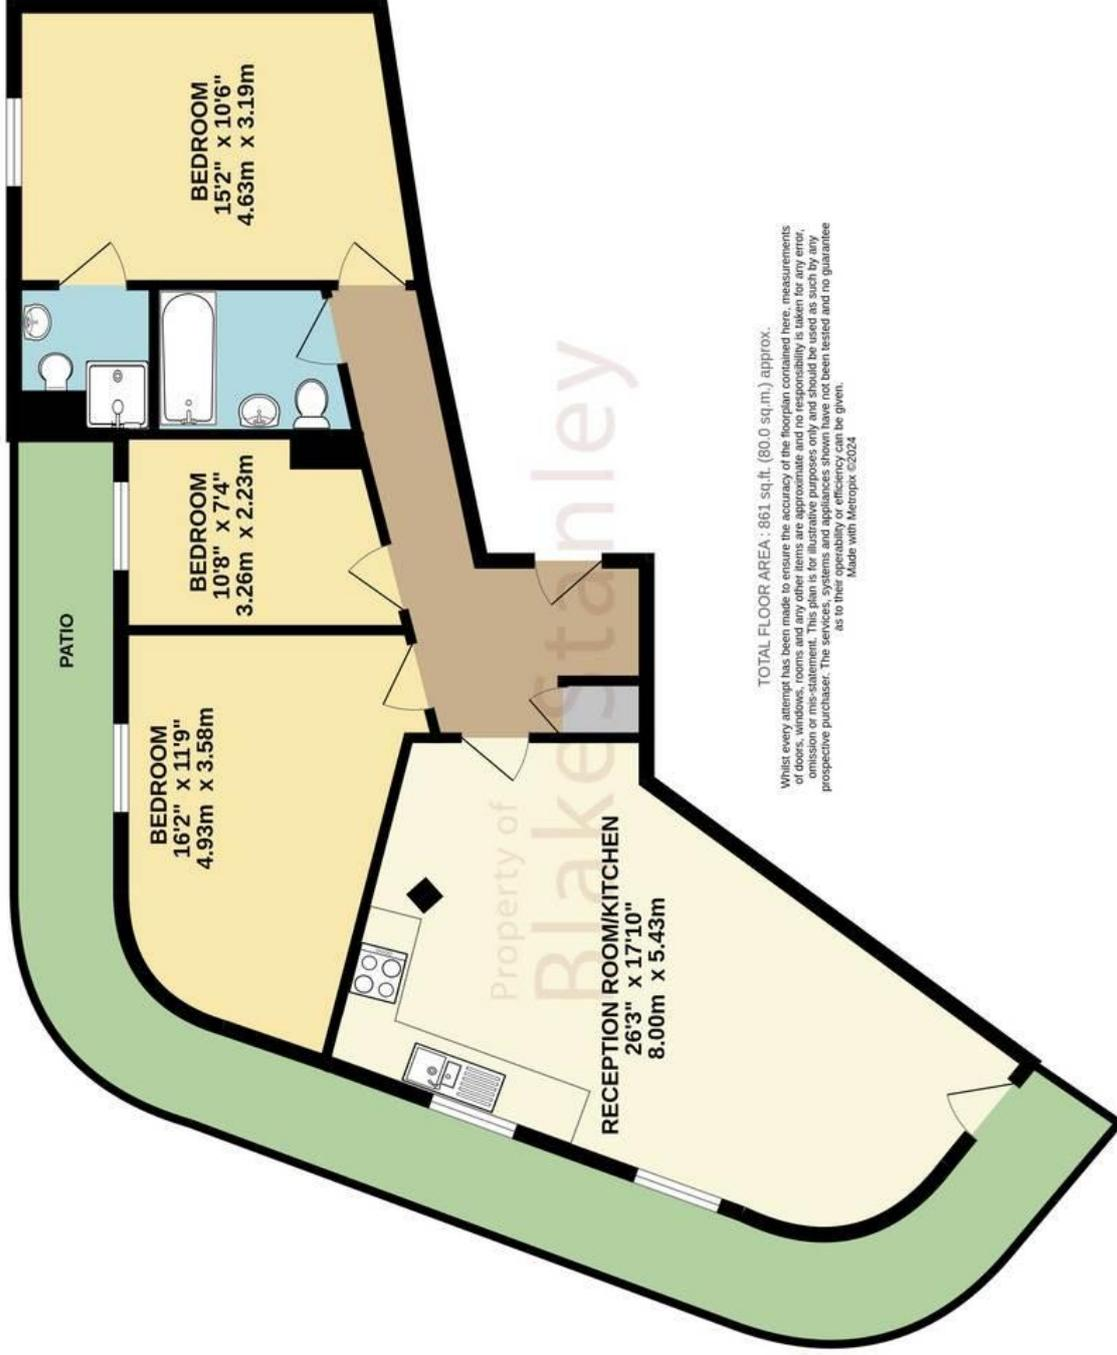 BEDROOM
15'2" x 10'6"
4.63m x 3.19m
BEDROOM
10'8" x 7'4"
3.26m x 2.23m
PATIO
BEDROOM
16'2" x 11'9"
4.93m x 3.58m
RECEPTION ROOM/KITCHEN
26'3" x 17'10"
8.00m x 5.43m
Property of
Blakestanley
TOTAL FLOOR AREA : 861 sq.ft. (80.0 sq.m.) approx.
Whilst every attempt has been made to ensure the accuracy of the floorplan contained here, measurements
of doors, windows, rooms and any other items are approximate and no responsibility is taken for any error,
omission or mis-statement. This plan is for illustrative purposes only and should be used as such by any
prospective purchaser. The services, systems and appliances shown have not been tested and no guarantee
as to their operability or efficiency can be given.
Made with Metropix ©2024